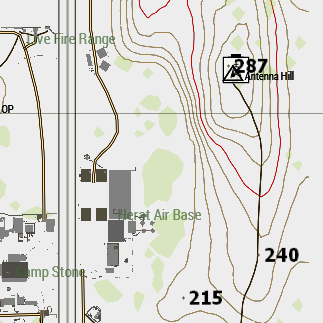 Live Fire Range
287
Antenna Hill
OP
Herat Air Base
240
Camp Stone
215